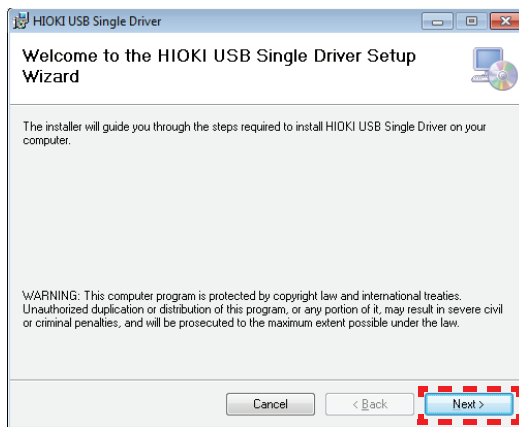 HIOKI USB Single Driver
Welcome to the HIOKI USB Single Driver Setup
Wizard
The installer will guide you through the steps required to install HIOKI USB Single Driver on your
computer.
WARNING: This computer program is protected by copyright law and international treaties.
Unauthorized duplication or distribution of this program, or any portion of it, may result in severe civil
or criminal penalties, and will be prosecuted to the maximum extent possible under the law.
Cancel
< Back
Next >